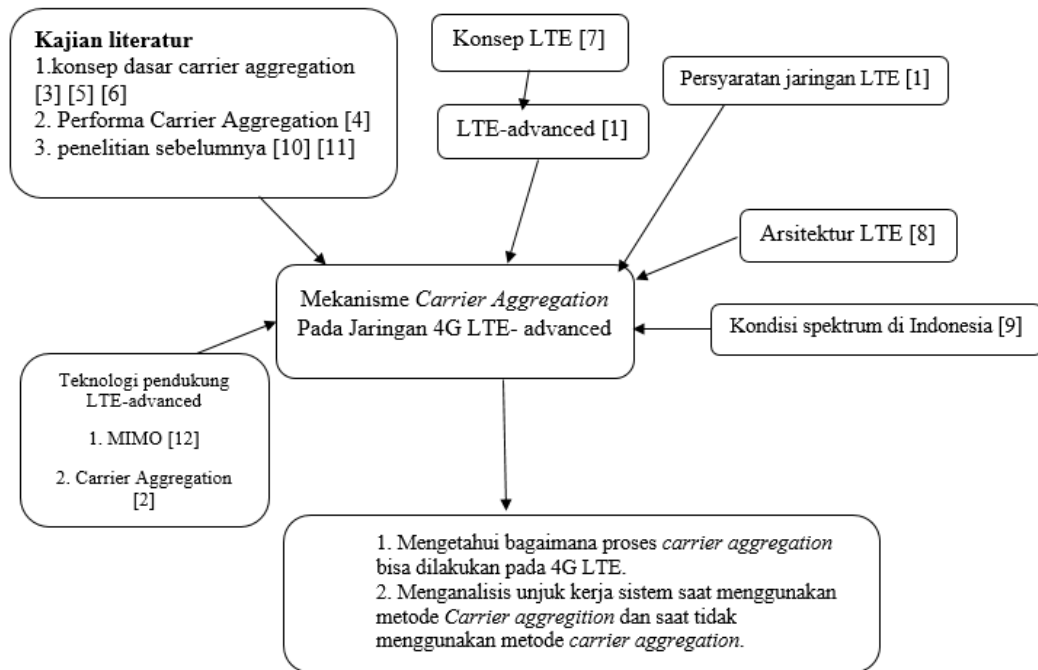 Kajian literatur
1.konsep dasar carrier aggregation
[3] [5] [6]
2. Performa Carrier Aggregation [4]
3. penelitian sebelumnya [10] [11]
Konsep LTE [7]
LTE-advanced [1]
Persyaratan jaringan LTE [1]
Arsitektur LTE [8]
Mekanisme Carrier Aggregation
Pada Jaringan 4G LTE- advanced
Kondisi spektrum di Indonesia [9]
Teknologi pendukung
LTE-advanced
1. MIMO [12]
2. Carrier Aggregation
[2]
1. Mengetahui bagaimana proses carrier aggregation
bisa dilakukan pada 4G LTE.
2. Menganalisis unjuk kerja sistem saat menggunakan
metode Carrier aggregition dan saat tidak
menggunakan metode carrier aggregation.